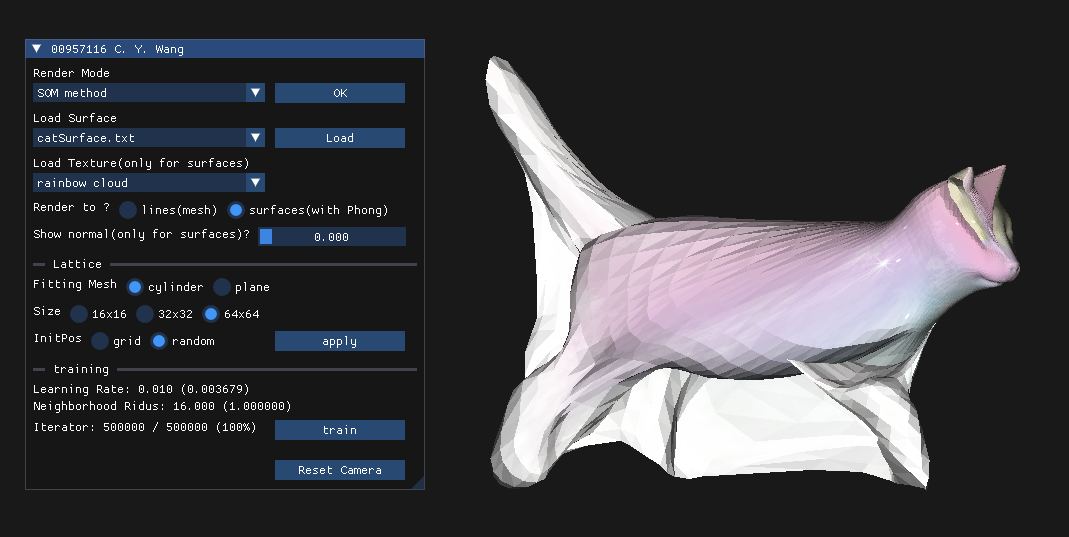 00957116 C. Y. Wang
Render Mode
SOM method OK
Load Surface
catSurface.txt Load
Load Texture(only for surfaces)
rainbow cloud
Render to ? lines(mesh) surfaces(with Phong)
Show normal(only for surfaces)? 0.000
Lattice
Fitting Mesh cylinder plane
Size 16x16 32x32 64x64
InitPos grid random apply
training
Learning Rate: 0.010 (0.003679)
Neighborhood Ridus: 16.000 (1.000000)
Iterator: 500000 / 500000 (100%) train
Reset Camera